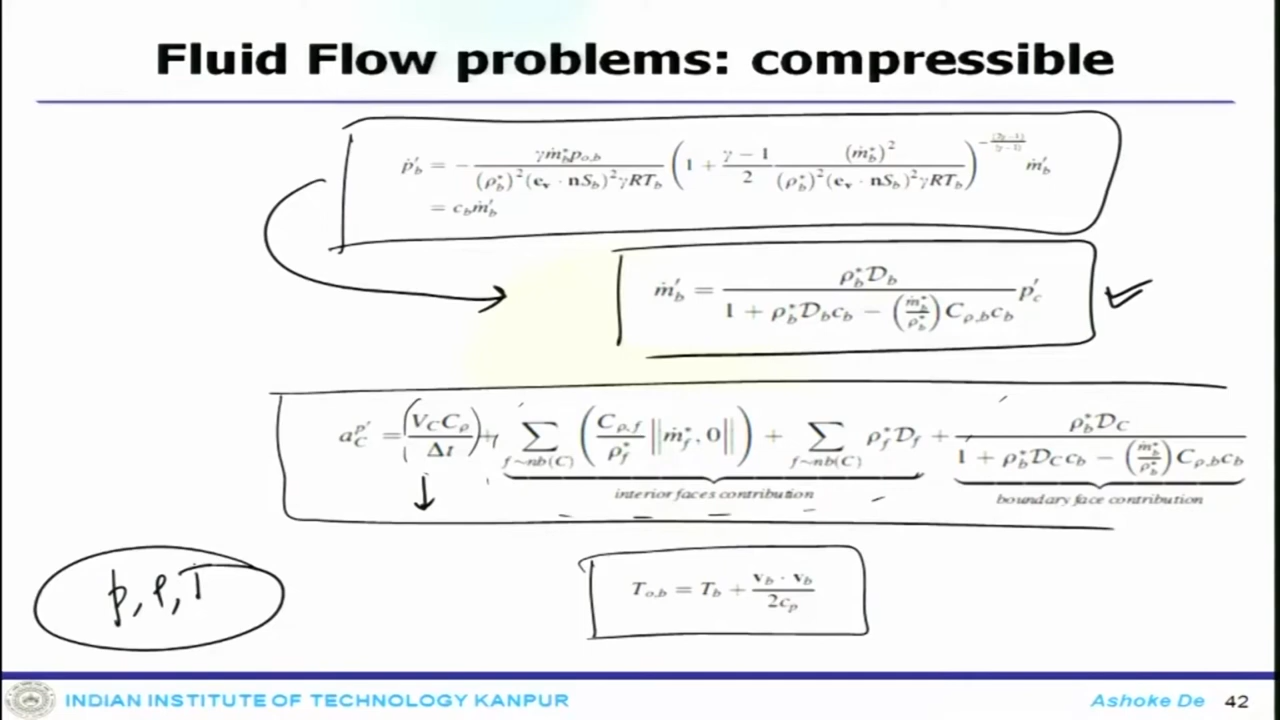 Fluid Flow problems: compressible
ṗ′_b = − (γṁ*_b p_{o,b}) / ((ρ*_b)² (e_v · nS_b)² γRT_b) (1 + (γ − 1)/2 (ṁ*_b)² / ((ρ*_b)² (e_v · nS_b)² γRT_b))^{−(2γ−1)/(γ−1)} ṁ′_b
= c_b ṁ′_b
ṁ′_b = ρ*_b 𝒟_b / (1 + ρ*_b 𝒟_b c_b − (ṁ*_b/ρ*_b) C_{ρ,b} c_b) p′_c
a_C^{p′} = (V_C C_ρ / Δt) + ∑_{f∼nb(C)} (C_{ρ,f}/ρ*_f ‖ṁ*_f, 0‖) + ∑_{f∼nb(C)} ρ*_f 𝒟_f + ρ*_b 𝒟_C / (1 + ρ*_b 𝒟_C c_b − (ṁ*_b/ρ*_b) C_{ρ,b} c_b)
interior faces contribution boundary face contribution
p, ρ, T
T_{o,b} = T_b + (v_b · v_b) / 2c_p
INDIAN INSTITUTE OF TECHNOLOGY KANPUR Ashoke De 42